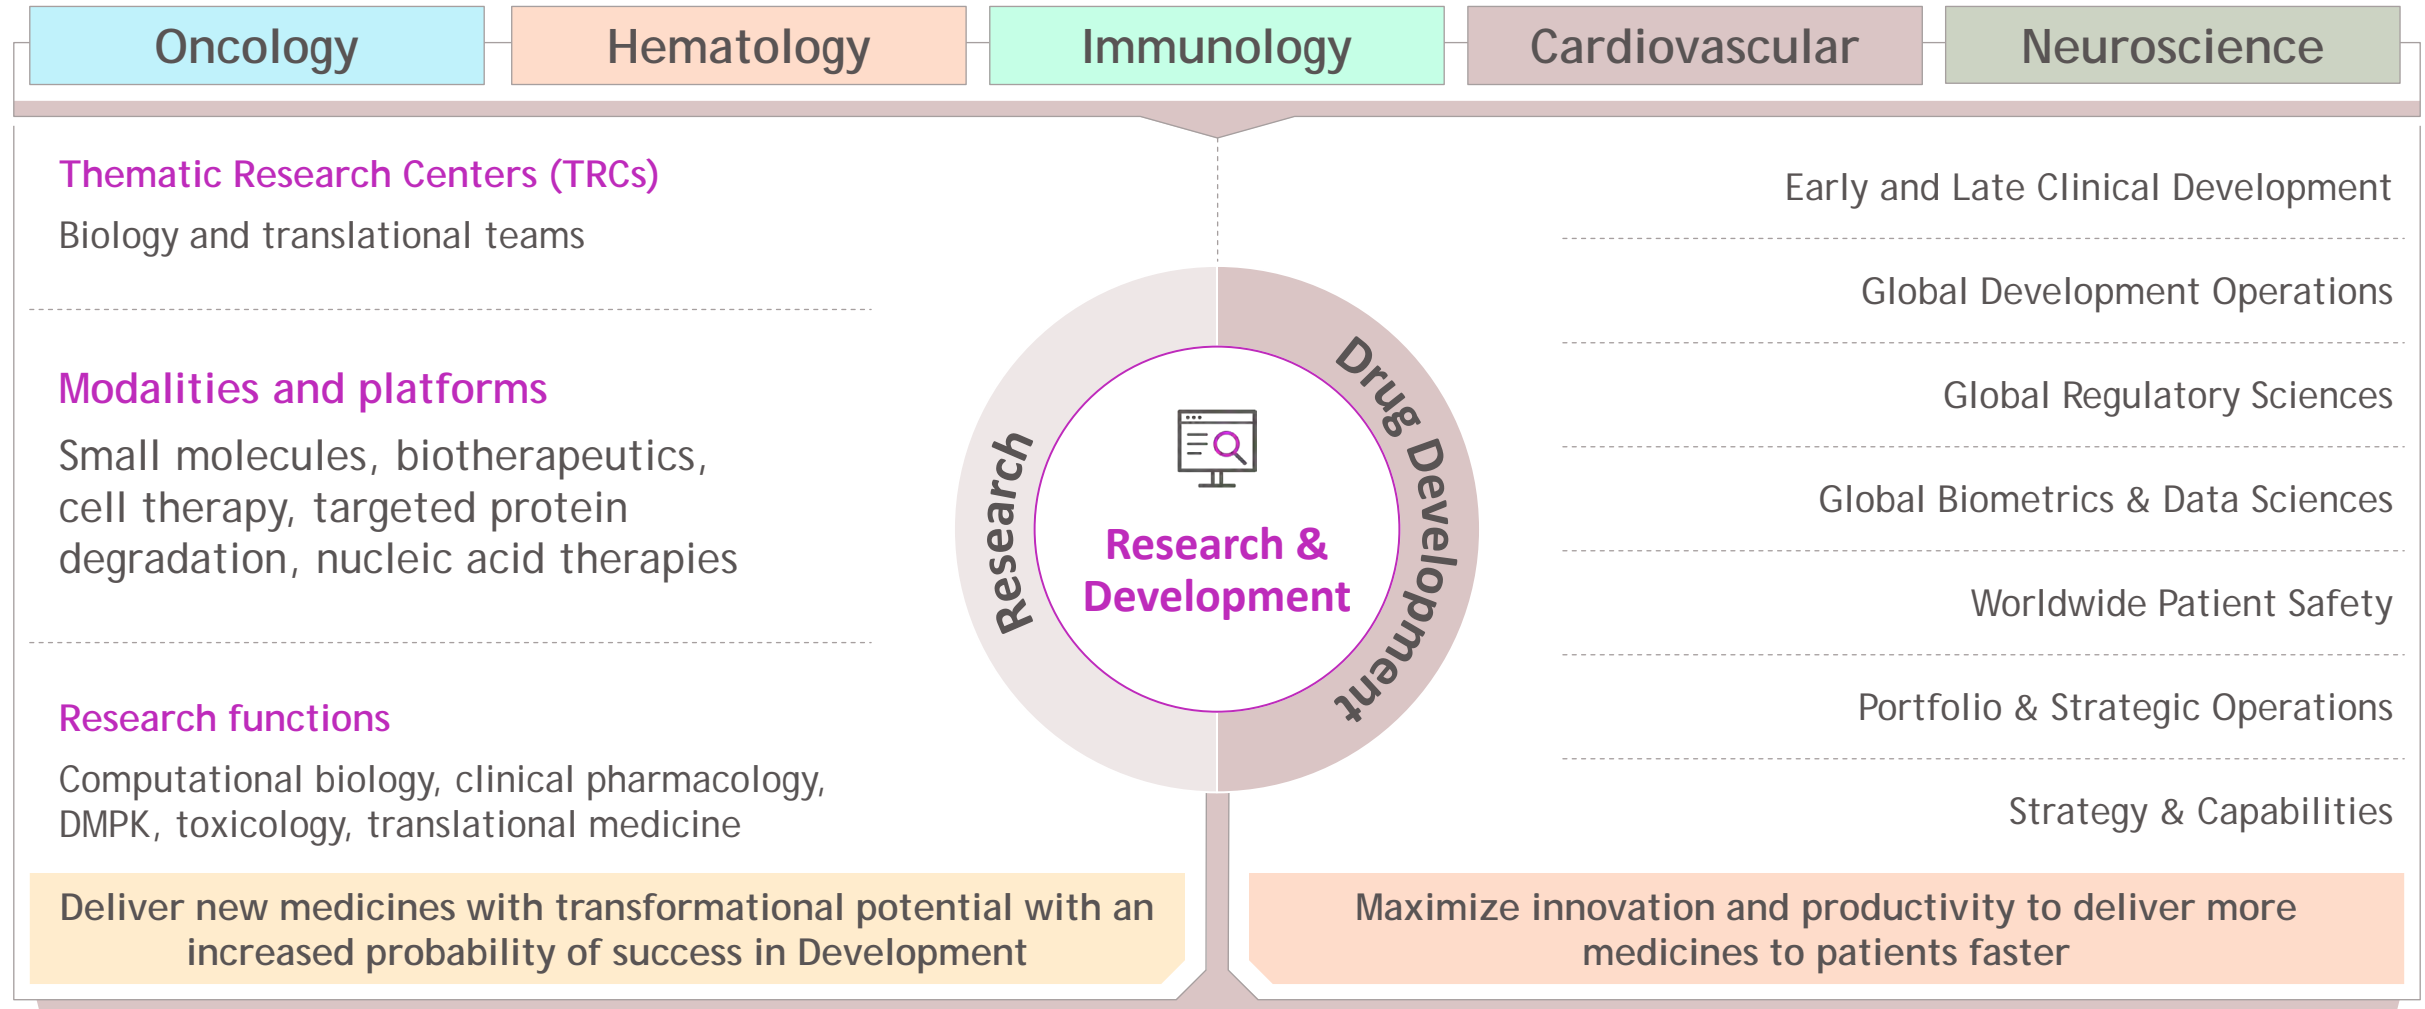 Oncology
Hematology
Immunology
Cardiovascular
Neuroscience
Thematic Research Centers (TRCs)
Biology and translational teams
Modalities and platforms
Small molecules, biotherapeutics,
cell therapy, targeted protein
degradation, nucleic acid therapies
Research functions
Computational biology, clinical pharmacology,
DMPK, toxicology, translational medicine
Deliver new medicines with transformational potential with an
increased probability of success in Development
Research
Research &
Development
Drug Development
Early and Late Clinical Development
Global Development Operations
Global Regulatory Sciences
Global Biometrics & Data Sciences
Worldwide Patient Safety
Portfolio & Strategic Operations
Strategy & Capabilities
Maximize innovation and productivity to deliver more
medicines to patients faster